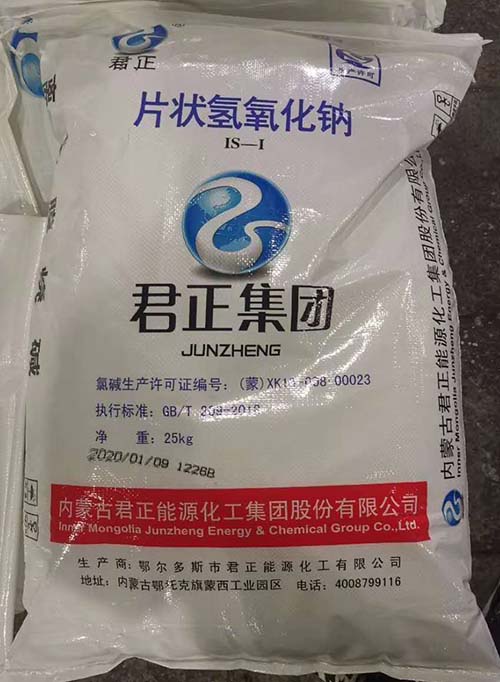 君正
生产许可
片状氢氧化钠
IS—I
君正集团
JUNZHENG
氯碱生产许可证编号：(蒙)XK13-008-00023
执行标准：GB/T 209-2018
净 重：25kg
2020/01/09 1226B
内蒙古君正能源化工集团股份有限公司
Inner Mongolia Junzheng Energy & Chemical Group Co.,Ltd.
生产商：鄂尔多斯市君正能源化工有限公司
地址：内蒙古鄂托克旗蒙西工业园区 电话：4008799116
内蒙古君正能源化工集团股份有限公司
Inner Mongolia Junzheng Energy & Chemical Group Co.,Ltd.